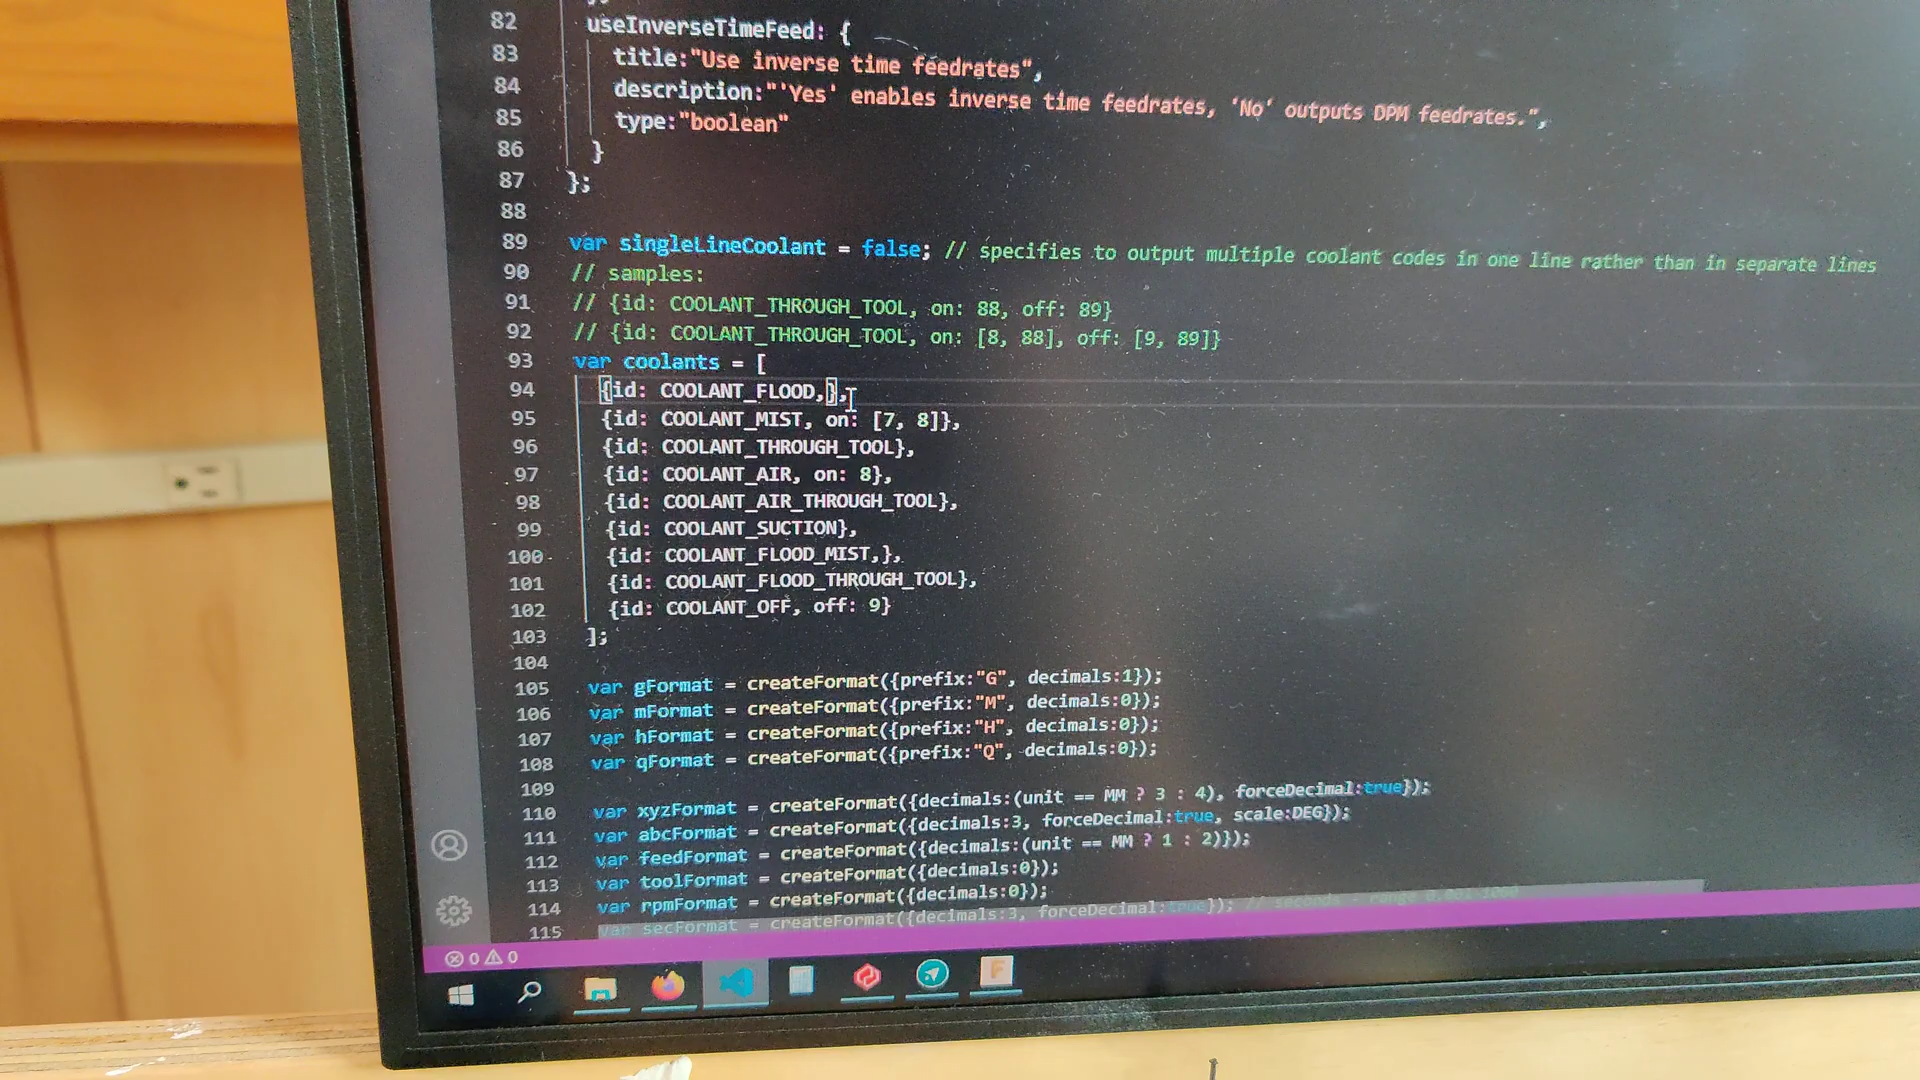 82 useInverseTimeFeed: {
83 title:"Use inverse time feedrates",
84 description:"'Yes' enables inverse time feedrates, 'No' outputs DPM feedrates.",
85 type:"boolean"
86 }
87 };
88
89 var singleLineCoolant = false; // specifies to output multiple coolant codes in one line rather than in separate lines
90 // samples:
91 // {id: COOLANT_THROUGH_TOOL, on: 88, off: 89}
92 // {id: COOLANT_THROUGH_TOOL, on: [8, 88], off: [9, 89]}
93 var coolants = [
94 {id: COOLANT_FLOOD,},
95 {id: COOLANT_MIST, on: [7, 8]},
96 {id: COOLANT_THROUGH_TOOL},
97 {id: COOLANT_AIR, on: 8},
98 {id: COOLANT_AIR_THROUGH_TOOL},
99 {id: COOLANT_SUCTION},
100 {id: COOLANT_FLOOD_MIST,},
101 {id: COOLANT_FLOOD_THROUGH_TOOL},
102 {id: COOLANT_OFF, off: 9}
103 ];
104
105 var gFormat = createFormat({prefix:"G", decimals:1});
106 var mFormat = createFormat({prefix:"M", decimals:0});
107 var hFormat = createFormat({prefix:"H", decimals:0});
108 var qFormat = createFormat({prefix:"Q", decimals:0});
109
110 var xyzFormat = createFormat({decimals:(unit == MM ? 3 : 4), forceDecimal:true});
111 var abcFormat = createFormat({decimals:3, forceDecimal:true, scale:DEG});
112 var feedFormat = createFormat({decimals:(unit == MM ? 1 : 2)});
113 var toolFormat = createFormat({decimals:0});
114 var rpmFormat = createFormat({decimals:0});
115 var secFormat = createFormat({decimals:3, forceDecimal:true}); // seconds - range
0 0